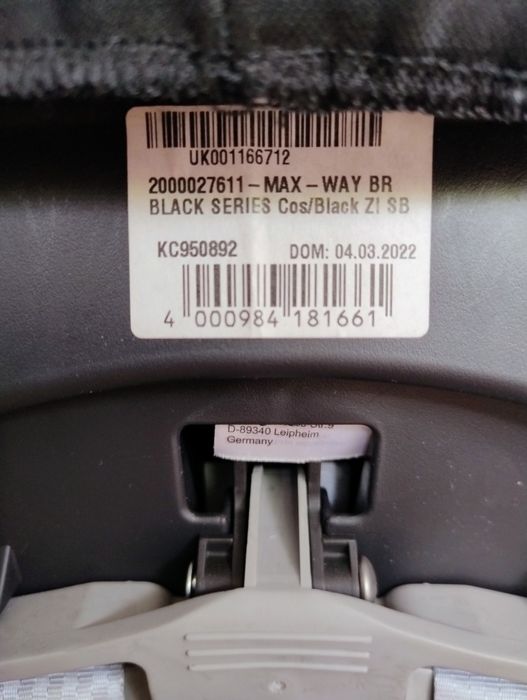 UK001166712
2000027611-MAX-WAY BR
BLACK SERIES Cos/Black ZI SB
KC950892 DOM: 04.03.2022
4 000984 181661
D-89340 Leipheim
Germany